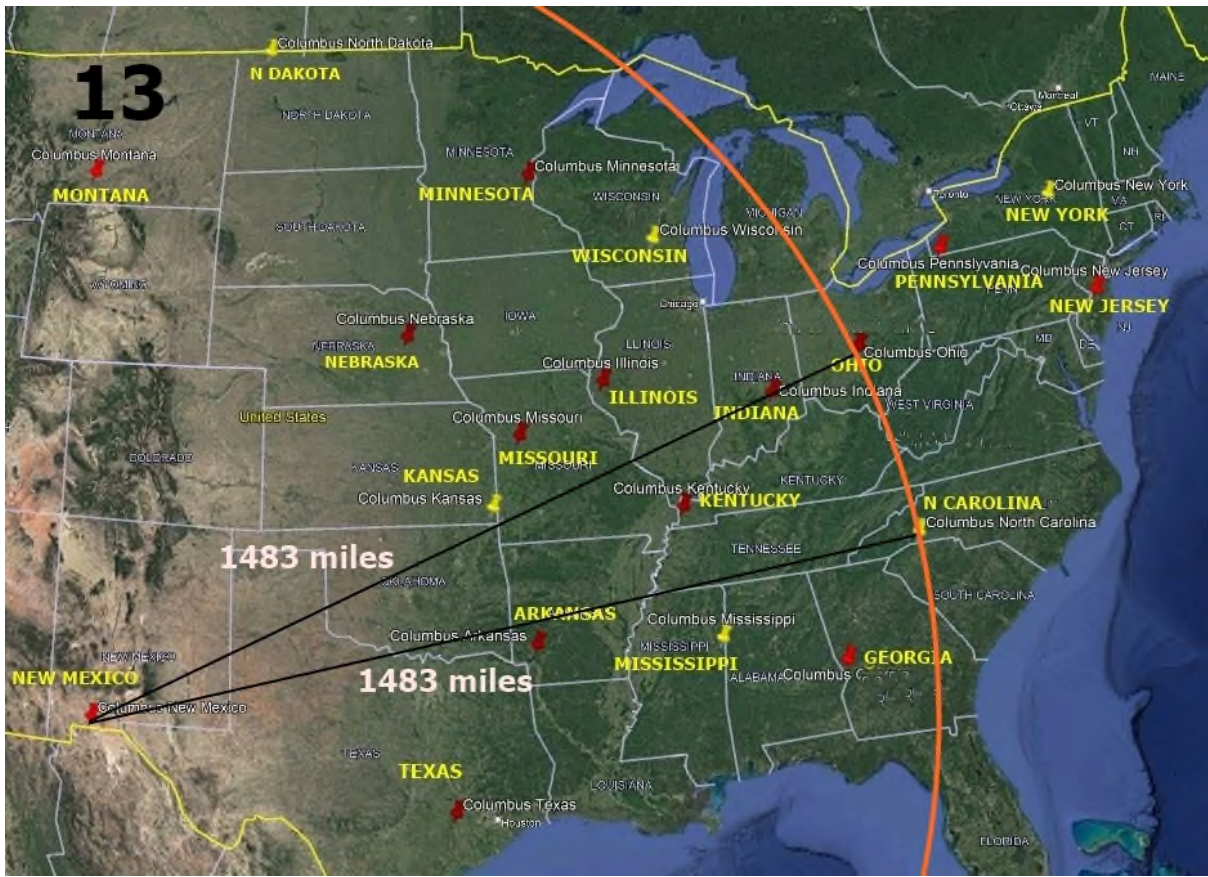 Columbus North Dakota
N DAKOTA
13
MAINE
Montreal
Ottawa
NORTH DAKOTA
VT
MONTANA
Columbus Montana
MONTANA
MINNESOTA
Columbus Minnesota
MINNESOTA
NH
WISCONSIN
Toronto
NEW YORK
Columbus New York
NEW YORK
MA
CT
RI
MICHIGAN
SOUTH DAKOTA
Columbus Wisconsin
WISCONSIN
Columbus Pennslyvania
PENNSYLVANIA
PENN
Columbus New Jersey
NEW JERSEY
NJ
WYOMING
Chicago
Columbus Nebraska
NEBRASKA
NEBRASKA
IOWA
ILLINOIS
Columbus Illinois
ILLINOIS
INDIANA
Columbus Indiana
INDIANA
Columbus Ohio
OHIO
MD
DE
United States
Columbus Missouri
MISSOURI
MISSOURI
WEST VIRGINIA
COLORADO
KANSAS
KANSAS
Columbus Kansas
Columbus Kentucky
KENTUCKY
KENTUCKY
N CAROLINA
Columbus North Carolina
1483 miles
TENNESSEE
OKLAHOMA
ARKANSAS
Columbus Arkansas
SOUTH CAROLINA
Columbus Mississippi
MISSISSIPPI
MISSISSIPPI
ALABAMA
GEORGIA
NEW MEXICO
NEW MEXICO
Columbus New Mexico
1483 miles
TEXAS
TEXAS
Columbus Texas
Houston
LOUISIANA
FLORIDA